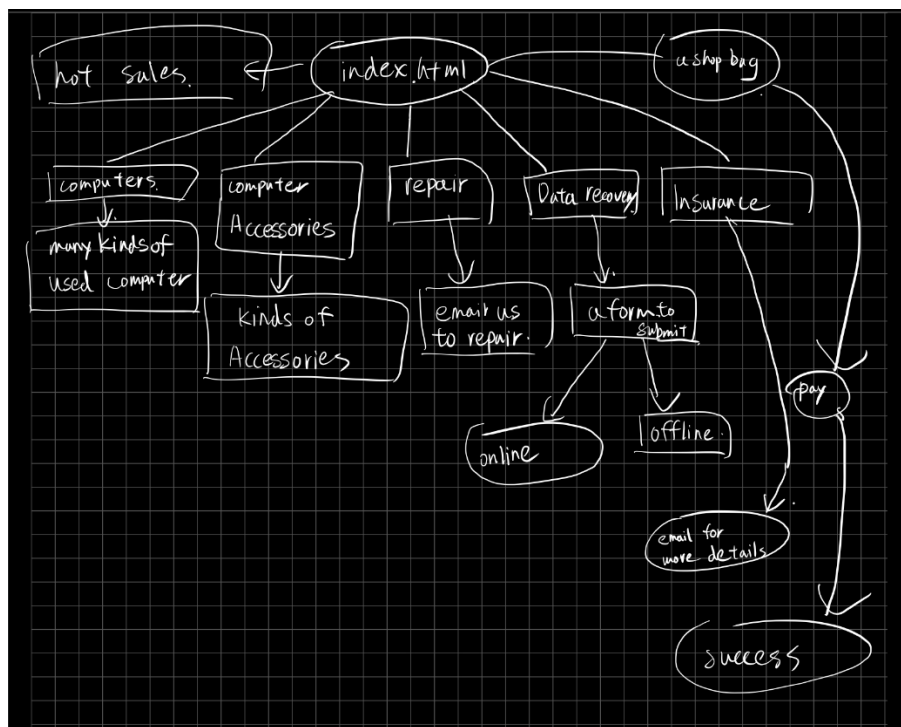 hot sales.
index.html
a shop bag
computers.
computer
Accessories
repair
Data recovery
Insurance
many kinds of
used computer
kinds of
Accessories
email us
to repair.
a form to
submit
online
offline.
pay
email for
more details
success